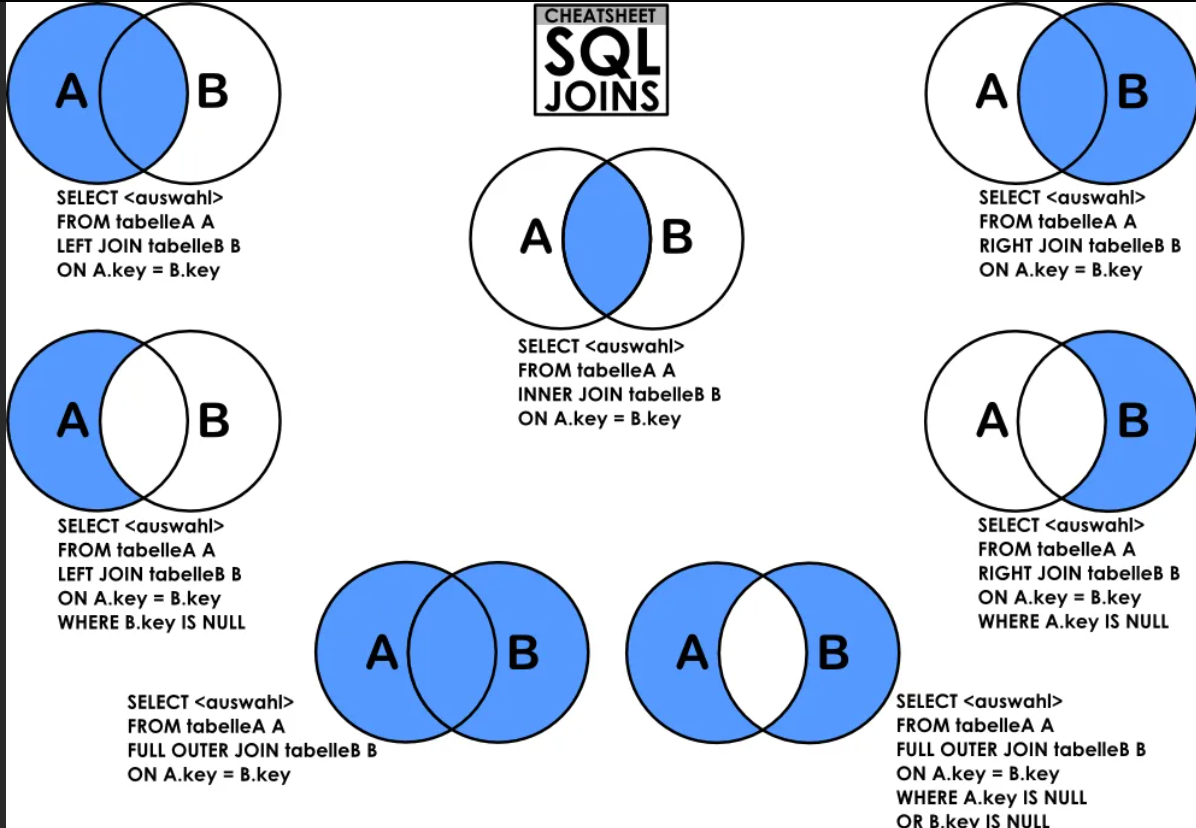 CHEATSHEET
SQL
JOINS
A B
SELECT <auswahl>
FROM tabelleA A
LEFT JOIN tabelleB B
ON A.key = B.key
A B
SELECT <auswahl>
FROM tabelleA A
INNER JOIN tabelleB B
ON A.key = B.key
A B
SELECT <auswahl>
FROM tabelleA A
RIGHT JOIN tabelleB B
ON A.key = B.key
A B
SELECT <auswahl>
FROM tabelleA A
LEFT JOIN tabelleB B
ON A.key = B.key
WHERE B.key IS NULL
A B
SELECT <auswahl>
FROM tabelleA A
RIGHT JOIN tabelleB B
ON A.key = B.key
WHERE A.key IS NULL
A B
SELECT <auswahl>
FROM tabelleA A
FULL OUTER JOIN tabelleB B
ON A.key = B.key
A B
SELECT <auswahl>
FROM tabelleA A
FULL OUTER JOIN tabelleB B
ON A.key = B.key
WHERE A.key IS NULL
OR B.key IS NULL